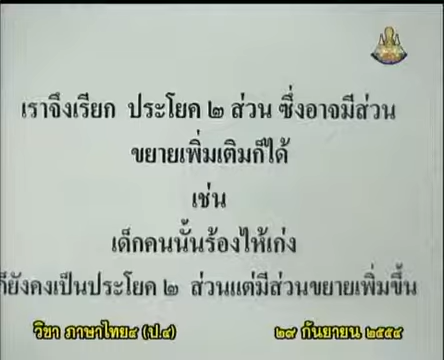 เราจึงเรียก ประโยค ๒ ส่วน ซึ่งอาจมีส่วน
ขยายเพิ่มเติมก็ได้
เช่น
เด็กคนนั้นร้องไห้เก่ง
ก็ยังคงเป็นประโยค ๒ ส่วนแต่มีส่วนขยายเพิ่มขึ้น
วิชา ภาษาไทย๔ (ป.๔)
๒๙ กันยายน ๒๕๕๔